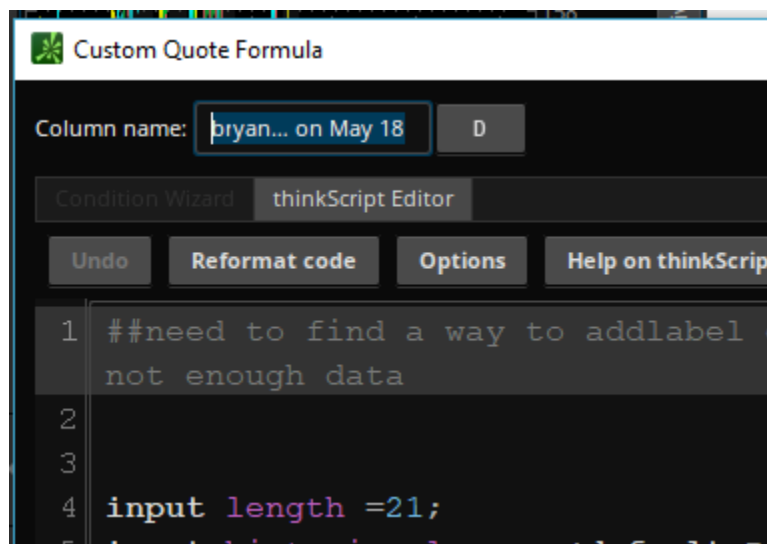 Custom Quote Formula
Column name: bryan... on May 18 D
Condition Wizard thinkScript Editor
Undo Reformat code Options Help on thinkScrip
1 ##need to find a way to addlabel
not enough data
2
3
4 input length =21;